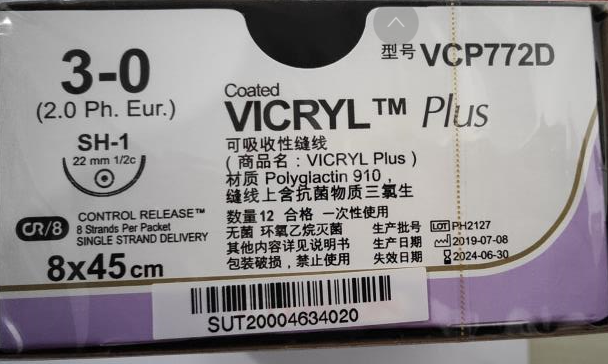 3-0
(2.0 Ph. Eur.)
SH-1
22 mm 1/2c
CR/8
CONTROL RELEASE™
8 Strands Per Packet
SINGLE STRAND DELIVERY
8x45cm
型号 VCP772D
Coated
VICRYL™ Plus
可吸收性缝线
(商品名：VICRYL Plus)
材质 Polyglactin 910，
缝线上含抗菌物质三氯生
数量12 合格 一次性使用
无菌 环氧乙烷灭菌
其他内容详见说明书
包装破损，禁止使用
生产批号 LOT PH2127
生产日期 2019-07-08
失效日期 2024-06-30
SUT20004634020